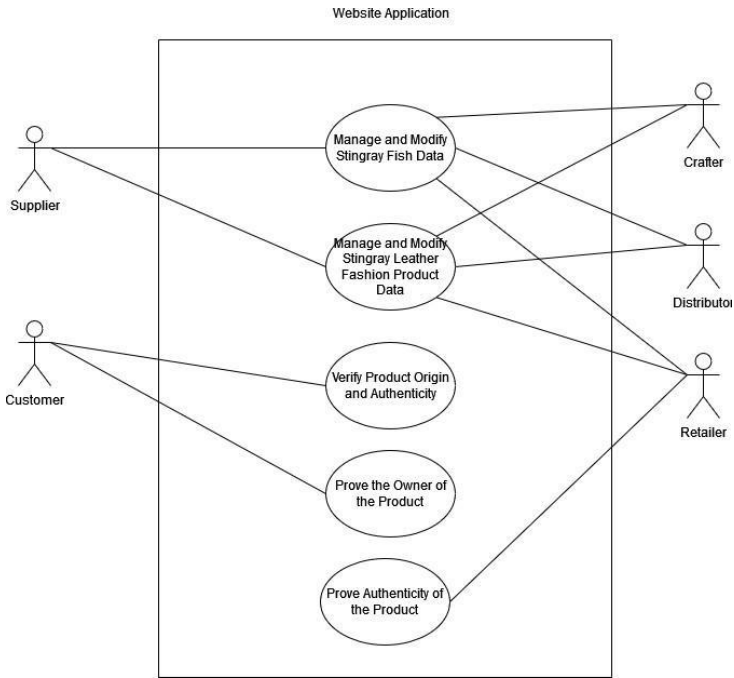 Website Application
Manage and Modify
Stingray Fish Data
Crafter
Supplier
Manage and Modify
Stingray Leather
Fashion Product
Data
Distributor
Customer
Verify Product Origin
and Authenticity
Retailer
Prove the Owner of
the Product
Prove Authenticity of
the Product